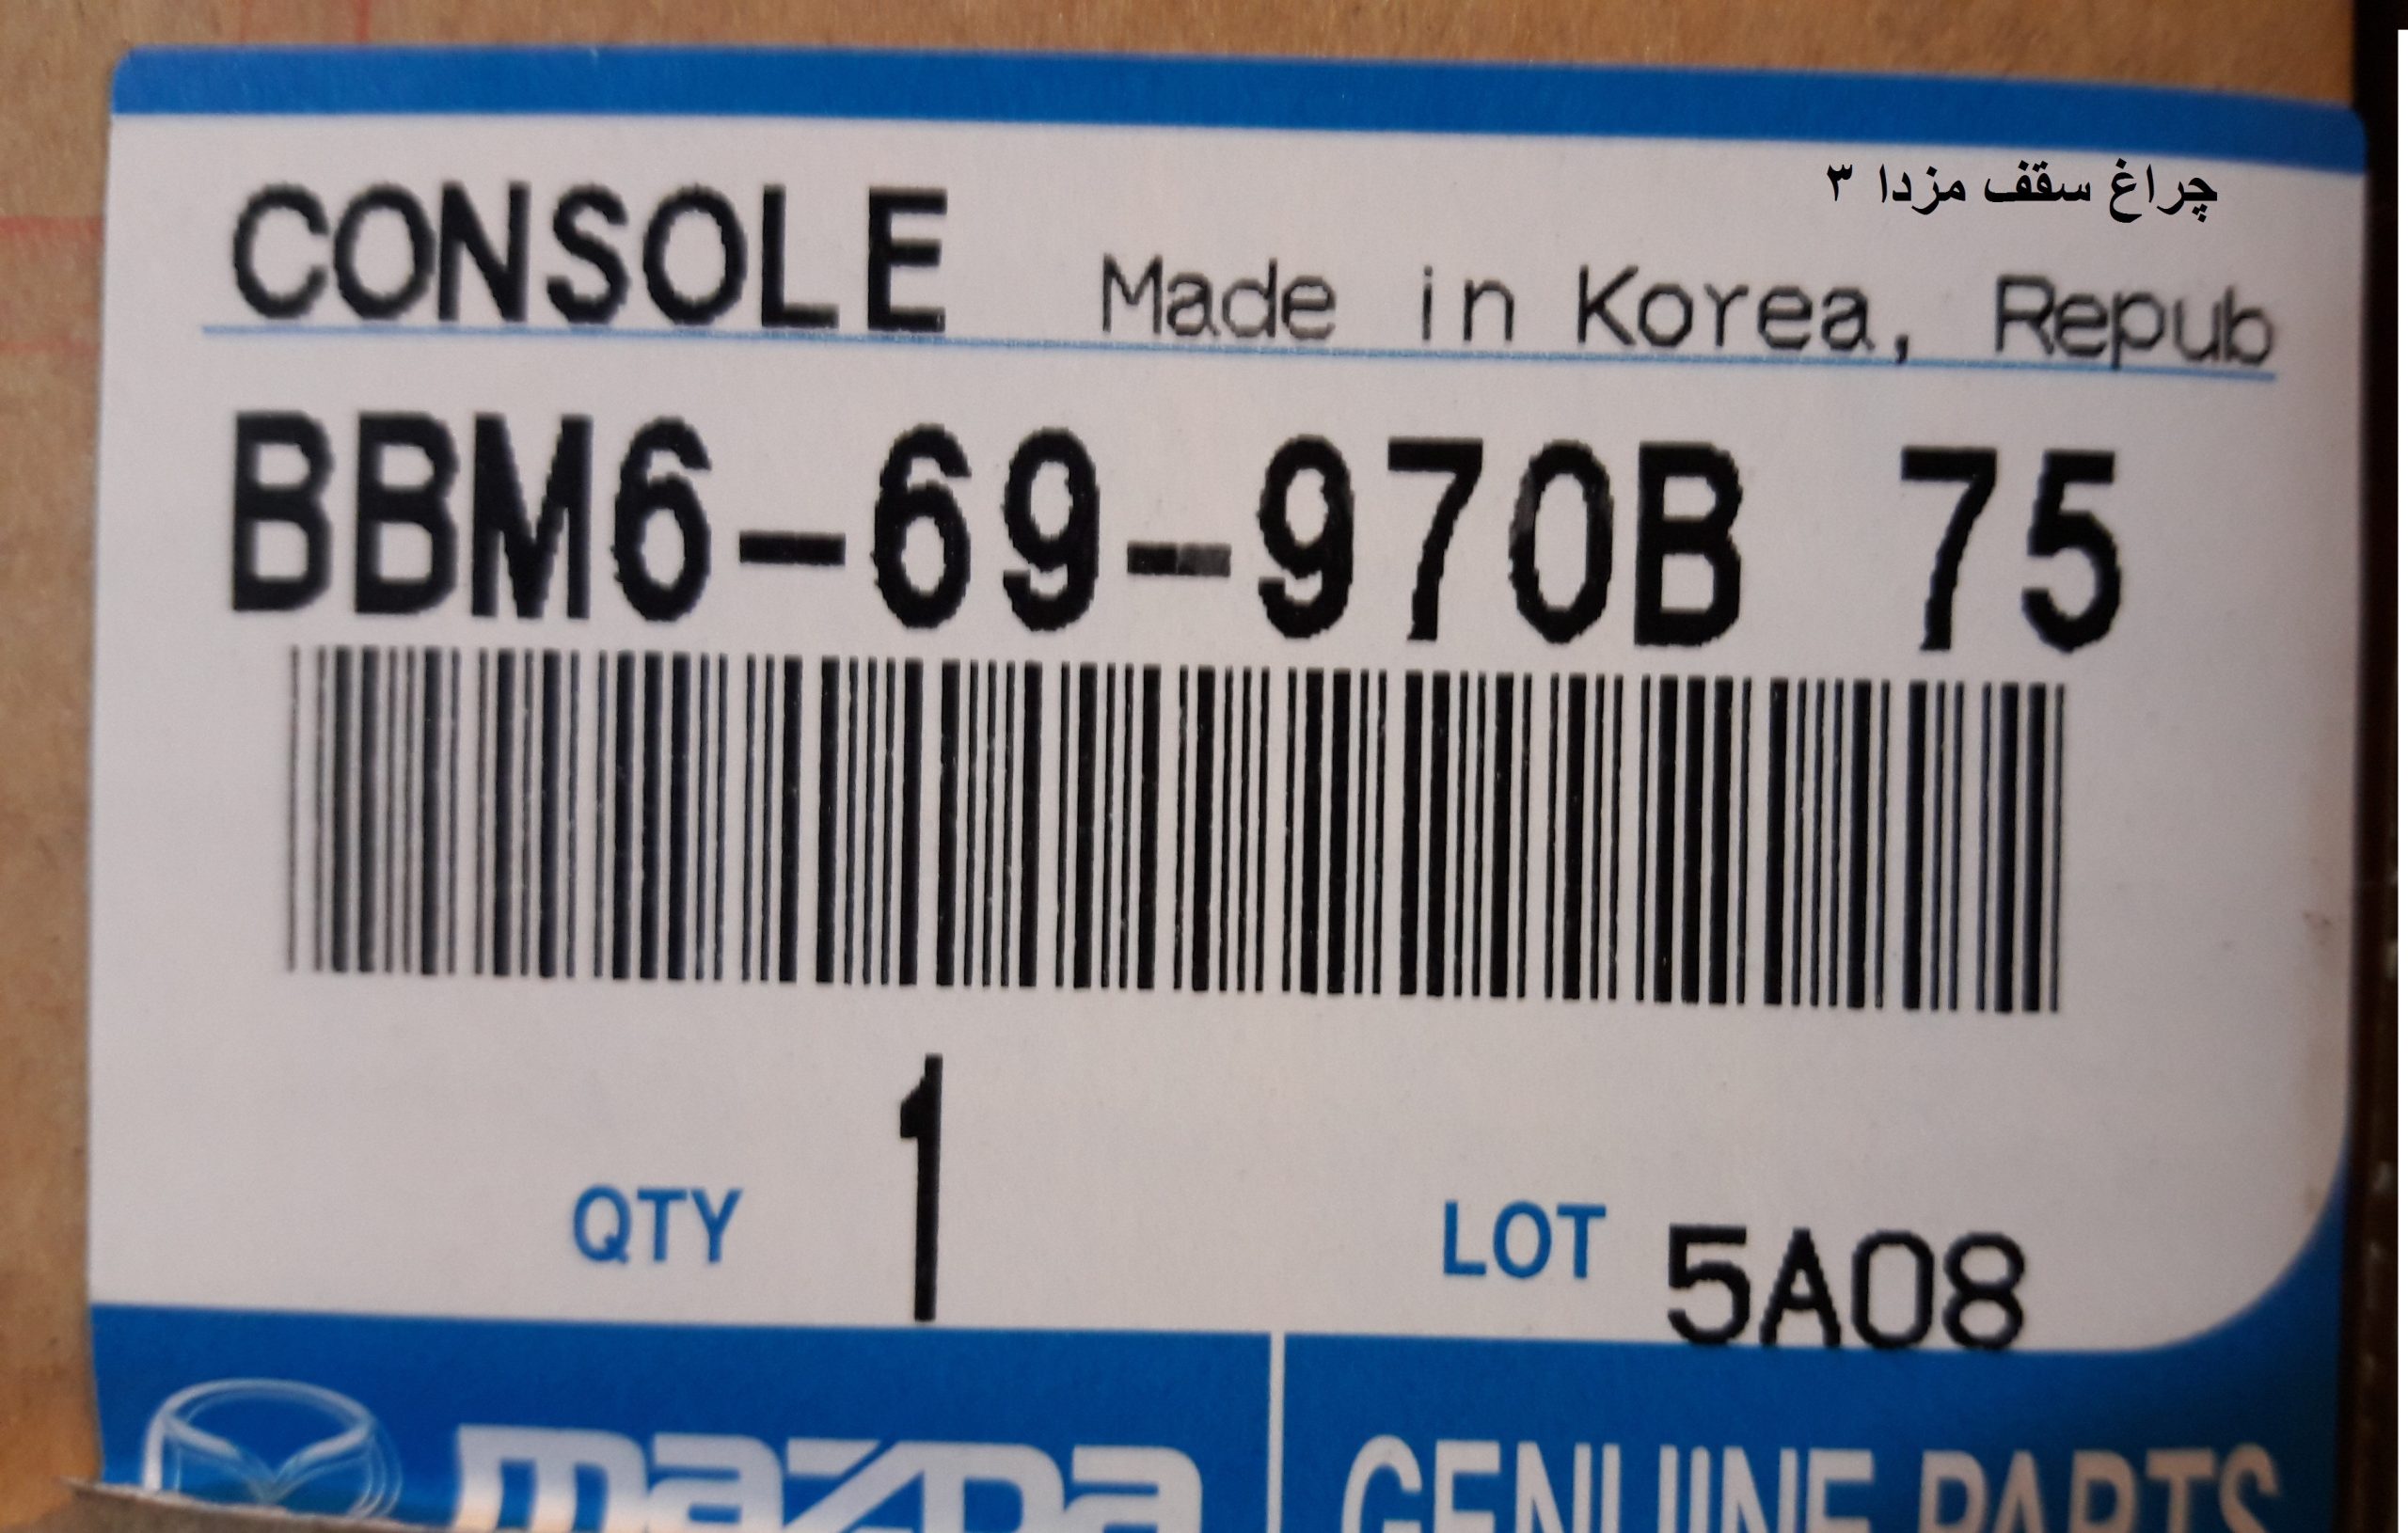 چراغ سقف مزدا ۳
CONSOLE Made in Korea, Repub
BBM6-69-970B 75
QTY 1 LOT 5A08
mazda GENUINE PARTS